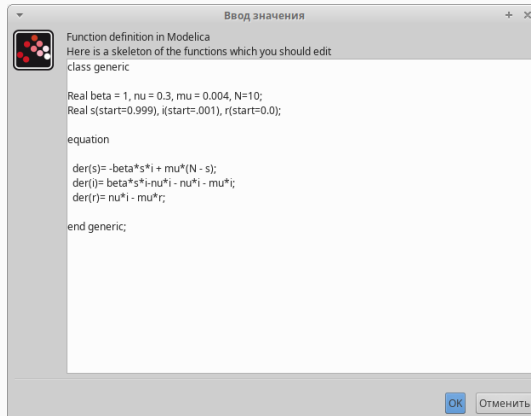 Ввод значения
Function definition in Modelica
Here is a skeleton of the functions which you should edit
class generic
Real beta = 1, nu = 0.3, mu = 0.004, N=10;
Real s(start=0.999), i(start=.001), r(start=0.0);
equation
der(s)= -beta*s*i + mu*(N - s);
der(i)= beta*s*i-nu*i - nu*i - mu*i;
der(r)= nu*i - mu*r;
end generic;
OK
Отменить